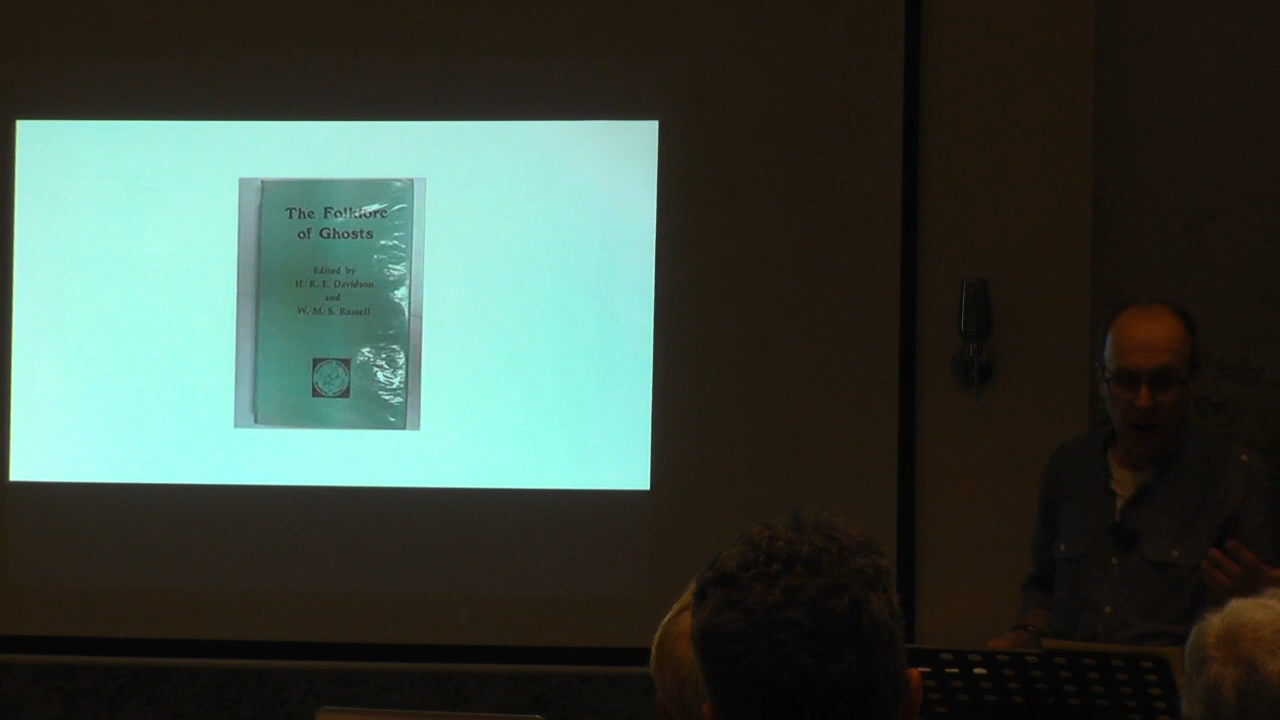 The Folklore
of Ghosts
Edited by
H. R. E. Davidson
and
W. M. S. Russell